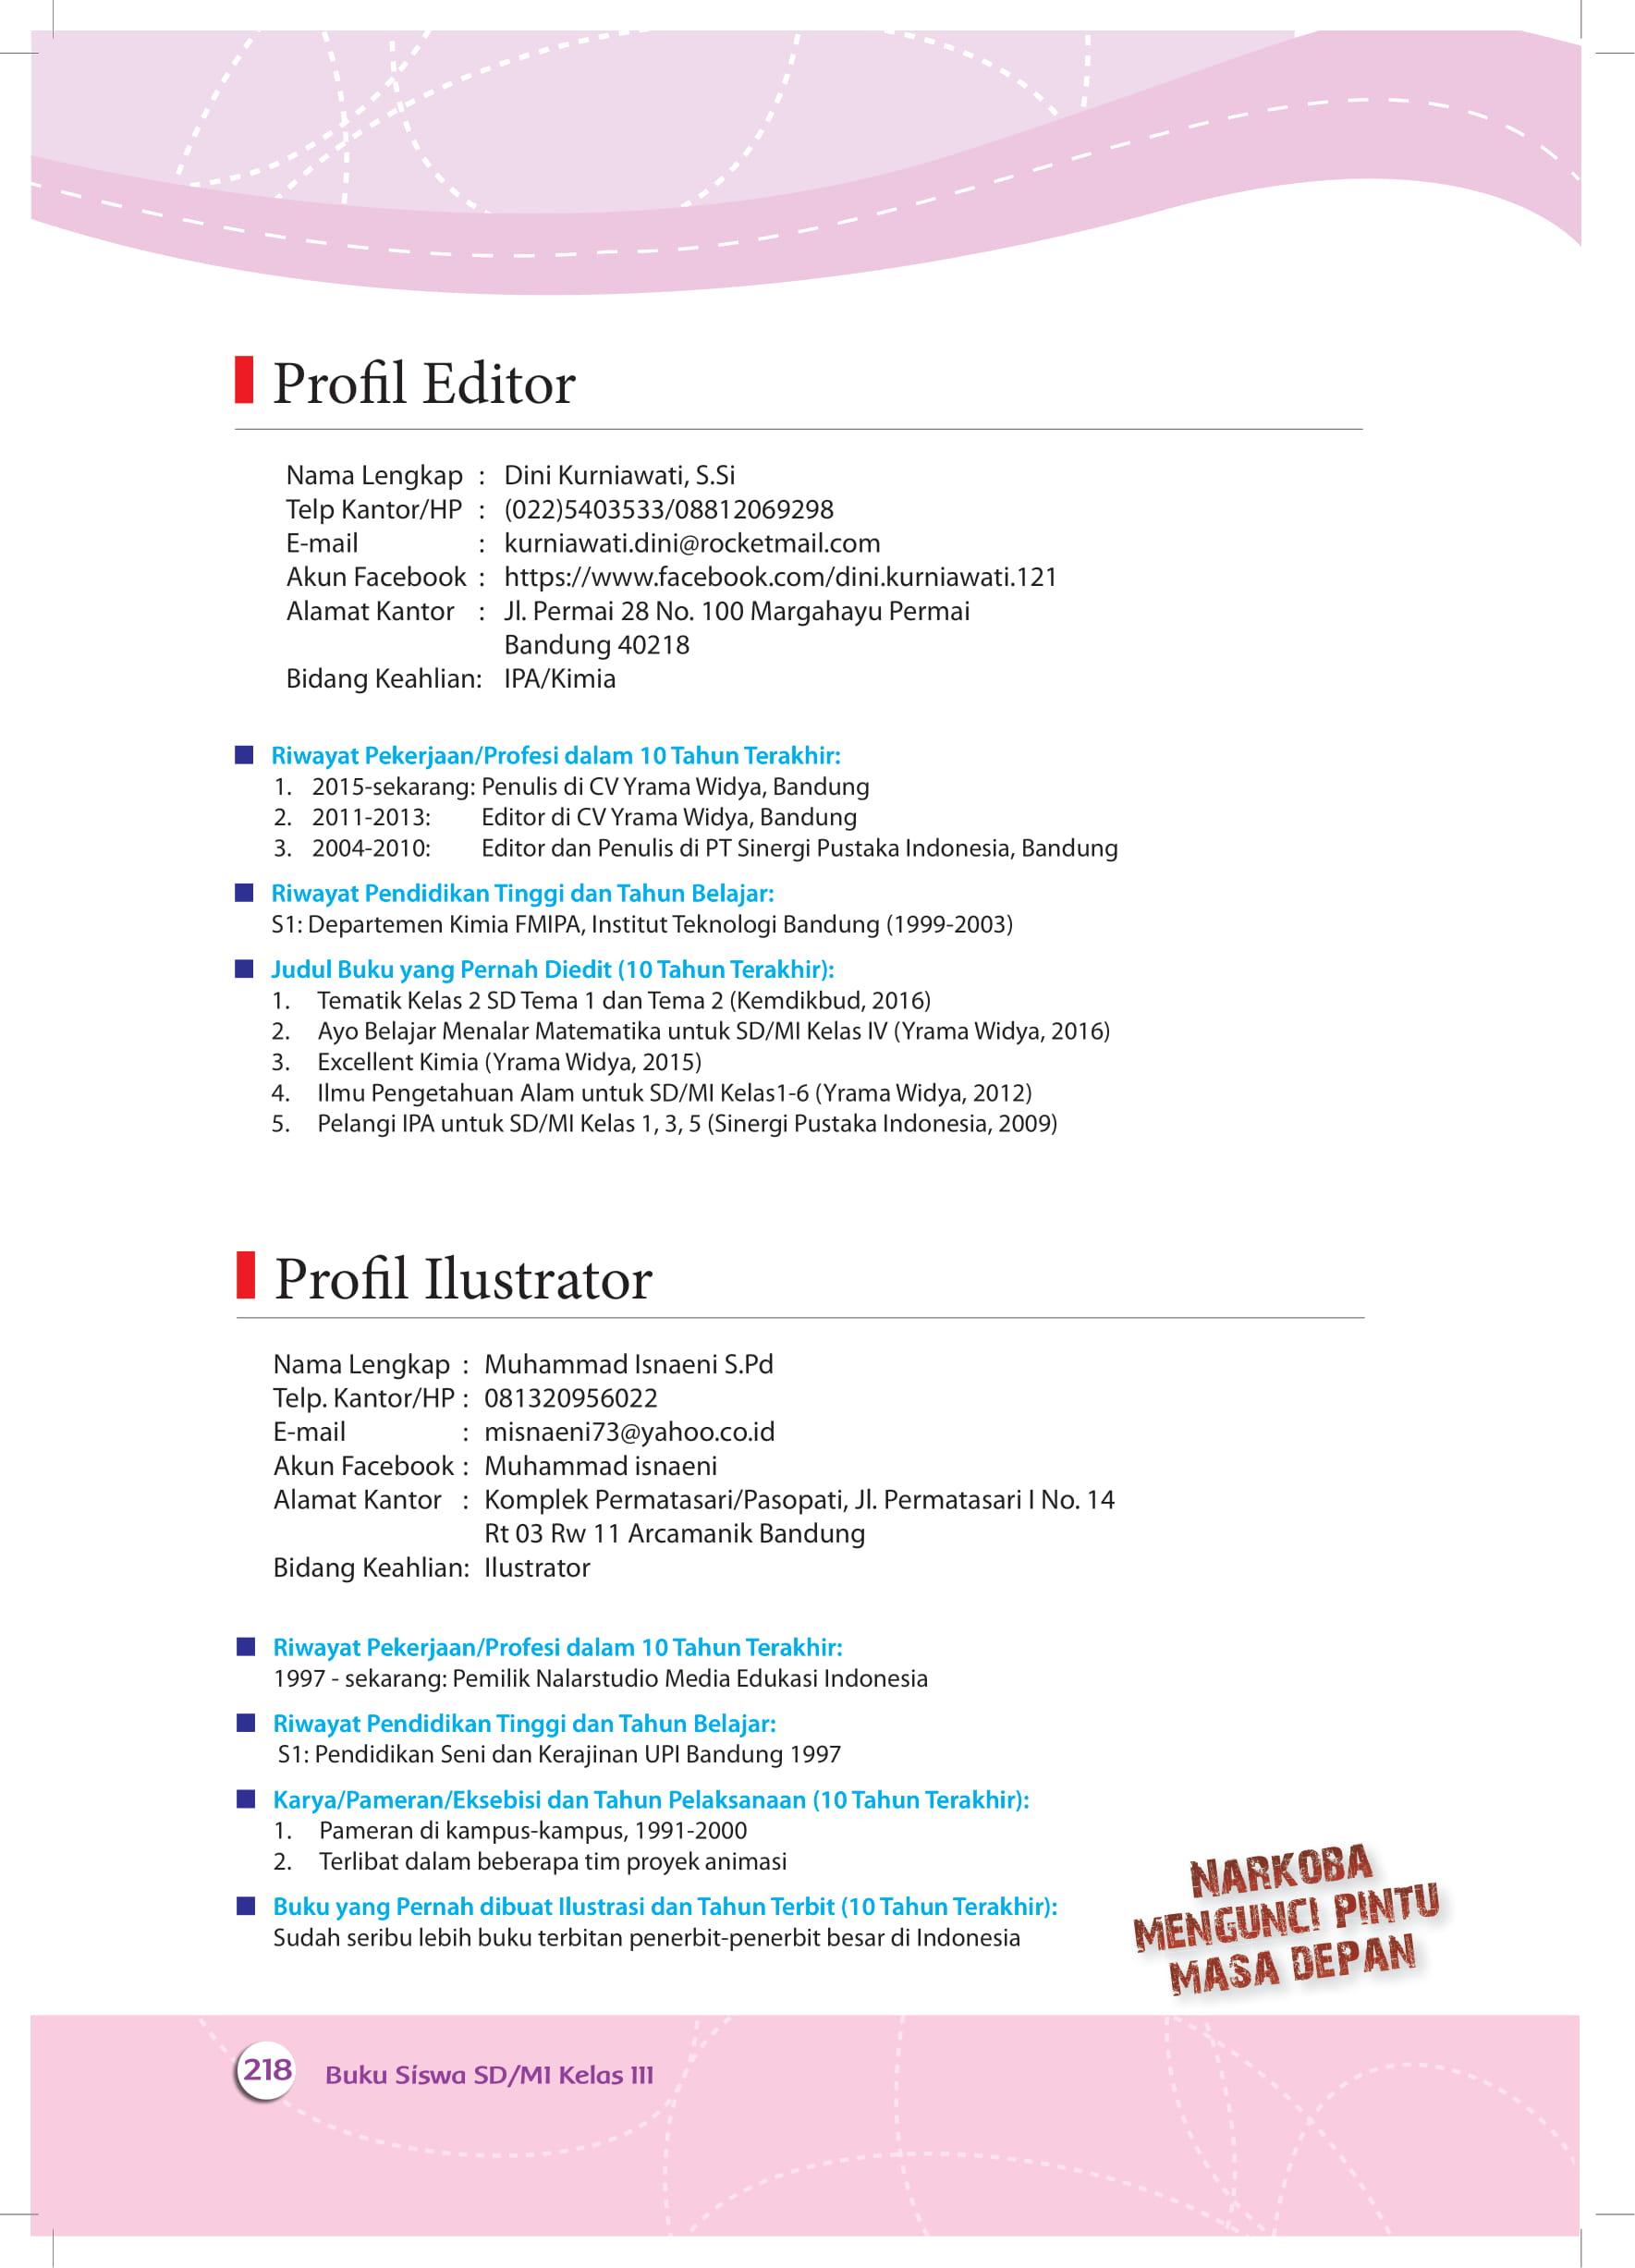 Profil Editor
Nama Lengkap : Dini Kurniawati, S.Si
Telp Kantor/HP : (022)5403533/08812069298
E-mail : kurniawati.dini@rocketmail.com
Akun Facebook : https://www.facebook.com/dini.kurniawati.121
Alamat Kantor : Jl. Permai 28 No. 100 Margahayu Permai
Bandung 40218
Bidang Keahlian: IPA/Kimia
Riwayat Pekerjaan/Profesi dalam 10 Tahun Terakhir:
1. 2015-sekarang: Penulis di CV Yrama Widya, Bandung
2. 2011-2013: Editor di CV Yrama Widya, Bandung
3. 2004-2010: Editor dan Penulis di PT Sinergi Pustaka Indonesia, Bandung
Riwayat Pendidikan Tinggi dan Tahun Belajar:
S1: Departemen Kimia FMIPA, Institut Teknologi Bandung (1999-2003)
Judul Buku yang Pernah Diedit (10 Tahun Terakhir):
1. Tematik Kelas 2 SD Tema 1 dan Tema 2 (Kemdikbud, 2016)
2. Ayo Belajar Menalar Matematika untuk SD/MI Kelas IV (Yrama Widya, 2016)
3. Excellent Kimia (Yrama Widya, 2015)
4. Ilmu Pengetahuan Alam untuk SD/MI Kelas1-6 (Yrama Widya, 2012)
5. Pelangi IPA untuk SD/MI Kelas 1, 3, 5 (Sinergi Pustaka Indonesia, 2009)
Profil Ilustrator
Nama Lengkap : Muhammad Isnaeni S.Pd
Telp. Kantor/HP : 081320956022
E-mail : misnaeni73@yahoo.co.id
Akun Facebook : Muhammad isnaeni
Alamat Kantor : Komplek Permatasari/Pasopati, Jl. Permatasari I No. 14
Rt 03 Rw 11 Arcamanik Bandung
Bidang Keahlian: Ilustrator
Riwayat Pekerjaan/Profesi dalam 10 Tahun Terakhir:
1997 - sekarang: Pemilik Nalarstudio Media Edukasi Indonesia
Riwayat Pendidikan Tinggi dan Tahun Belajar:
S1: Pendidikan Seni dan Kerajinan UPI Bandung 1997
Karya/Pameran/Eksebisi dan Tahun Pelaksanaan (10 Tahun Terakhir):
1. Pameran di kampus-kampus, 1991-2000
2. Terlibat dalam beberapa tim proyek animasi
Buku yang Pernah dibuat Ilustrasi dan Tahun Terbit (10 Tahun Terakhir):
Sudah seribu lebih buku terbitan penerbit-penerbit besar di Indonesia
NARKOBA
MENGUNCI PINTU
MASA DEPAN
218 Buku Siswa SD/MI Kelas III